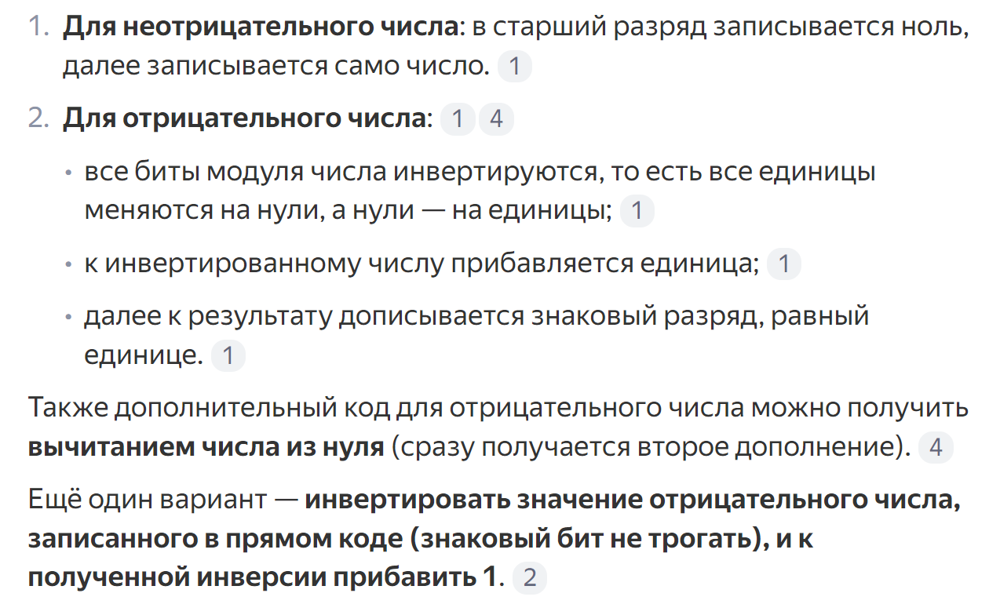 1. Для неотрицательного числа: в старший разряд записывается ноль,
далее записывается само число. 1
2. Для отрицательного числа: 1 4
• все биты модуля числа инвертируются, то есть все единицы
меняются на нули, а нули — на единицы; 1
• к инвертированному числу прибавляется единица; 1
• далее к результату дописывается знаковый разряд, равный
единице. 1
Также дополнительный код для отрицательного числа можно получить
вычитанием числа из нуля (сразу получается второе дополнение). 4
Ещё один вариант — инвертировать значение отрицательного числа,
записанного в прямом коде (знаковый бит не трогать), и к
полученной инверсии прибавить 1. 2